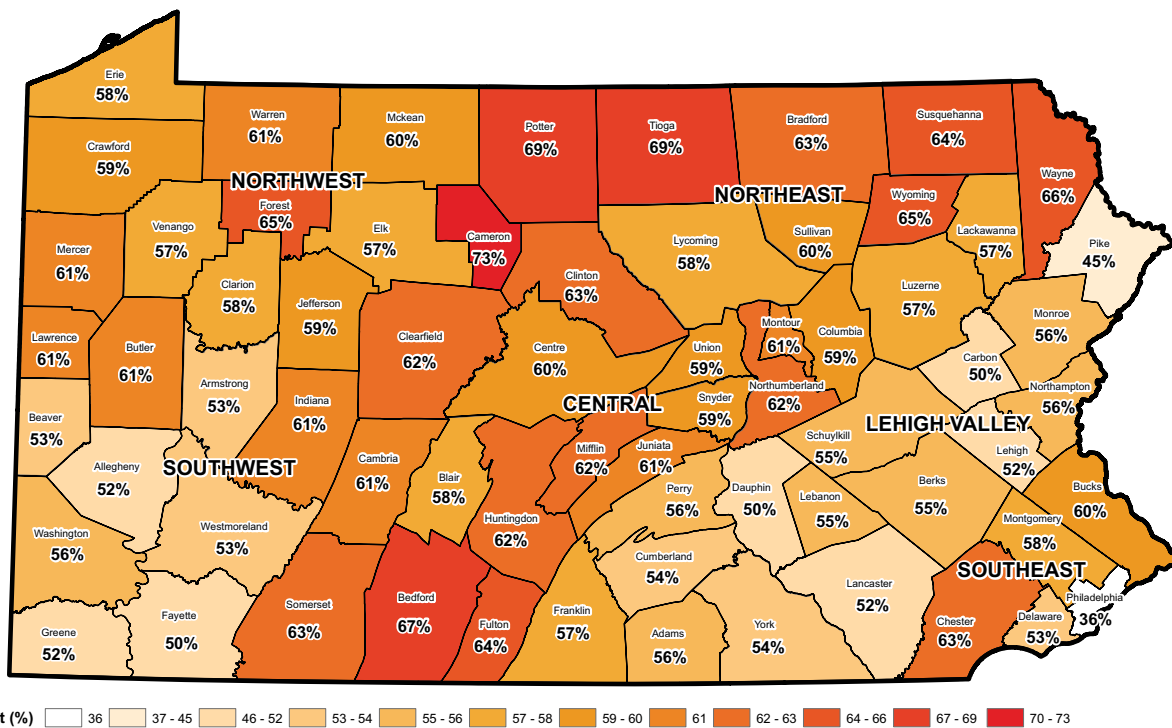 Erie
58%
Warren
61%
Mckean
60%
Potter
69%
Tioga
69%
Bradford
63%
Susquehanna
64%
Crawford
59%
Wayne
66%
NORTHWEST
NORTHEAST
Forest
65%
Wyoming
65%
Venango
57%
Elk
57%
Cameron
73%
Lycoming
58%
Sullivan
60%
Lackawanna
57%
Pike
45%
Mercer
61%
Clarion
58%
Clinton
63%
Luzerne
57%
Jefferson
59%
Monroe
56%
Lawrence
61%
Butler
61%
Clearfield
62%
Centre
60%
Union
59%
Montour
61%
Columbia
59%
Carbon
50%
Armstrong
53%
Indiana
61%
CENTRAL
Snyder
59%
Northumberland
62%
Northampton
56%
Beaver
53%
LEHIGH VALLEY
Schuylkill
55%
Lehigh
52%
Allegheny
52%
SOUTHWEST
Cambria
61%
Blair
58%
Mifflin
62%
Juniata
61%
Perry
56%
Dauphin
50%
Lebanon
55%
Berks
55%
Bucks
60%
Washington
56%
Westmoreland
53%
Huntingdon
62%
Cumberland
54%
Montgomery
58%
SOUTHEAST
Lancaster
52%
Philadelphia
36%
Greene
52%
Fayette
50%
Somerset
63%
Bedford
67%
Fulton
64%
Franklin
57%
Adams
56%
York
54%
Chester
63%
Delaware
53%
t (%) 36 37 - 45 46 - 52 53 - 54 55 - 56 57 - 58 59 - 60 61 62 - 63 64 - 66 67 - 69 70 - 73